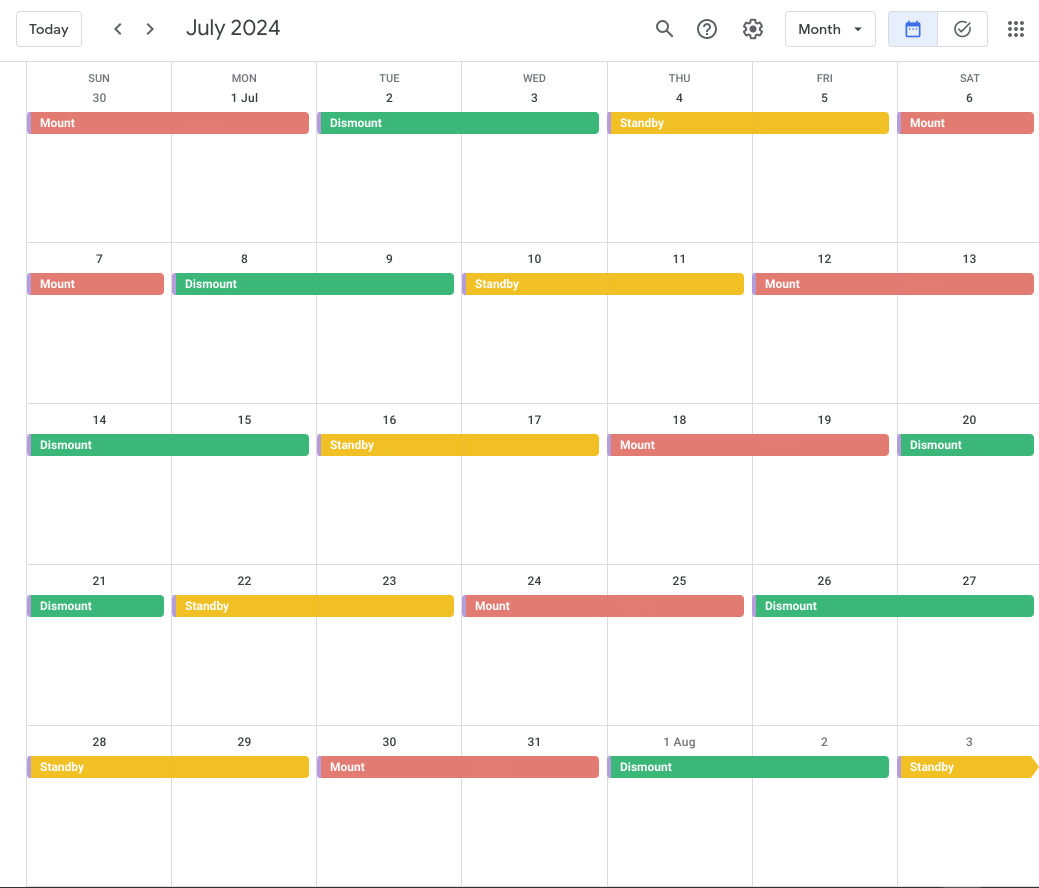 Today July 2024 Month
SUN MON TUE WED THU FRI SAT
30 1 Jul 2 3 4 5 6
Mount Dismount Standby Mount
7 8 9 10 11 12 13
Mount Dismount Standby Mount
14 15 16 17 18 19 20
Dismount Standby Mount Dismount
21 22 23 24 25 26 27
Dismount Standby Mount Dismount
28 29 30 31 1 Aug 2 3
Standby Mount Dismount Standby